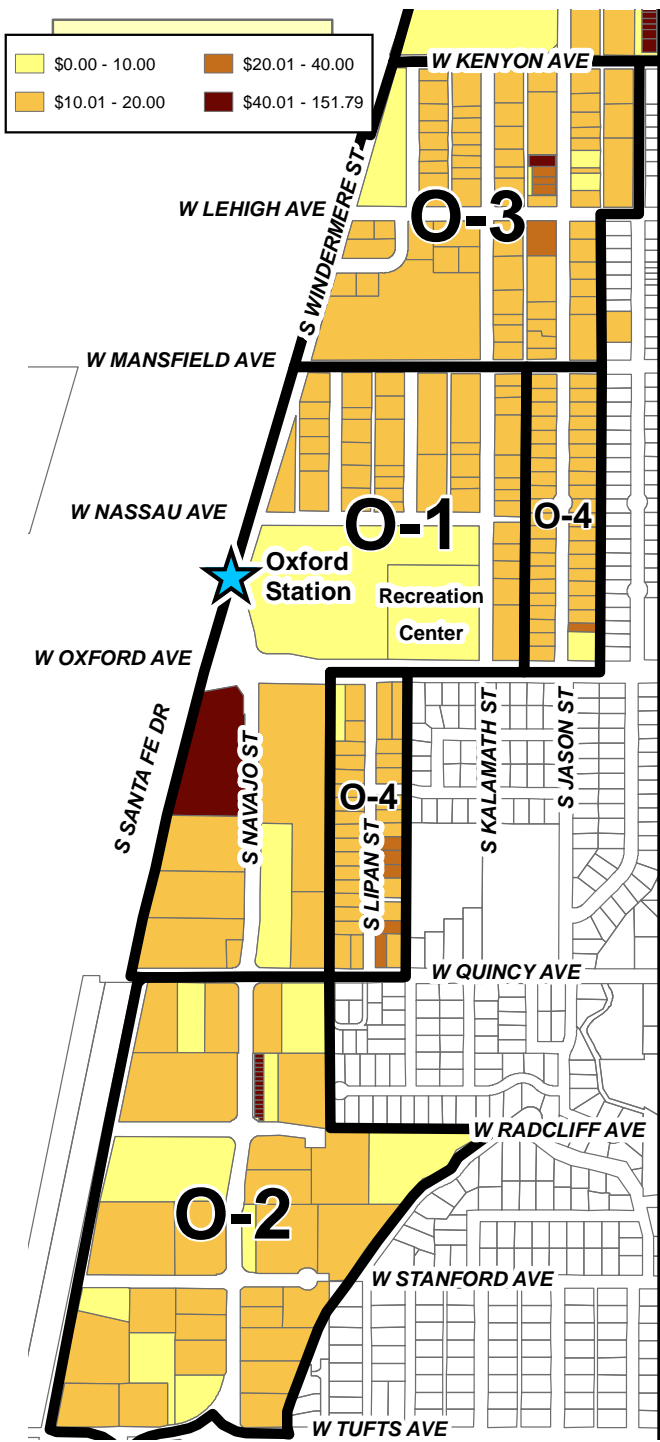 W KENYON AVE
$0.00 - 10.00
$20.01 - 40.00
$10.01 - 20.00
$40.01 - 151.79
S WINDERMERE ST
W LEHIGH AVE
O-3
W MANSFIELD AVE
W NASSAU AVE
O-1
O-4
Oxford
Station
Recreation
Center
W OXFORD AVE
S SANTA FE DR
S NAVAJO ST
O-4
S LIPAN ST
S KALAMATH ST
S JASON ST
W QUINCY AVE
W RADCLIFF AVE
O-2
W STANFORD AVE
W TUFTS AVE